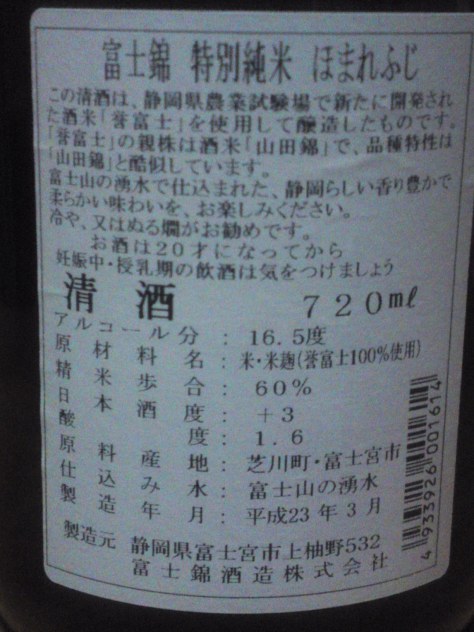 富士錦 特別純米 ほまれふじ
この清酒は、静岡県農業試験場で新たに開発され
た酒米「誉富士」を使用して醸造したものです。
「誉富士」の親株は酒米「山田錦」で、品種特性は
「山田錦」と酷似しています。
富士山の湧水で仕込まれた、静岡らしい香り豊かで
柔らかい味わいを、お楽しみください。
冷や、又はぬる燗がお勧めです。
お酒は20才になってから
妊娠中・授乳期の飲酒は気をつけましょう
清酒 720ml
アルコール分 : 16.5度
原材料名 : 米・米麹(誉富士100%使用)
精米歩合 : 60%
日本酒度 : +3
酸度 : 1.6
原料産地 : 芝川町・富士宮市
仕込み水 : 富士山の湧水
製造年月 : 平成23年3月
製造元 静岡県富士宮市上柚野532
富士錦酒造株式会社
4933926001614